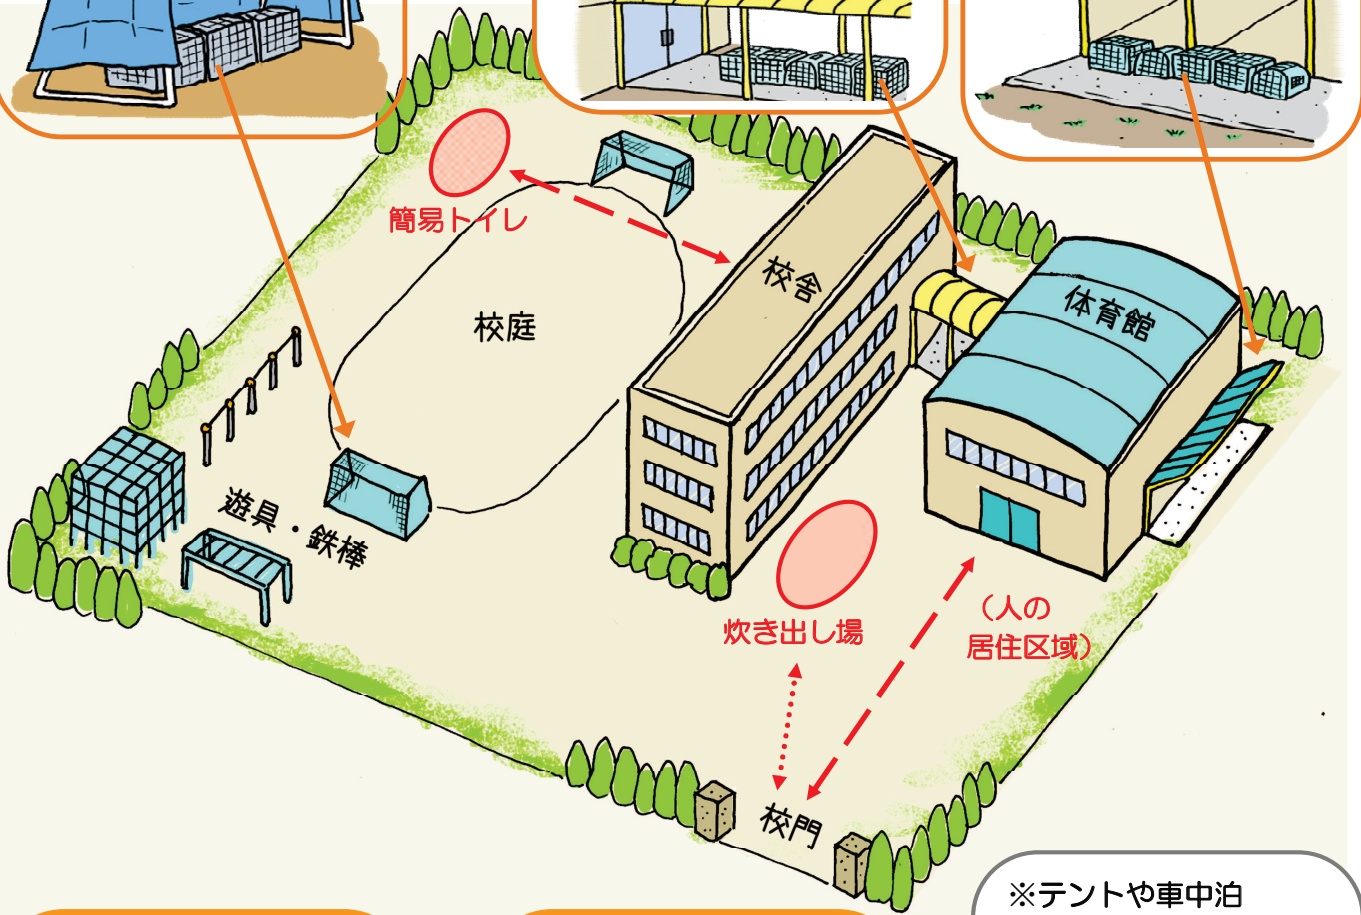 簡易トイレ
校舎
体育館
校庭
遊具・鉄棒
炊き出し場
(人の
居住区域)
校門
※テントや車中泊